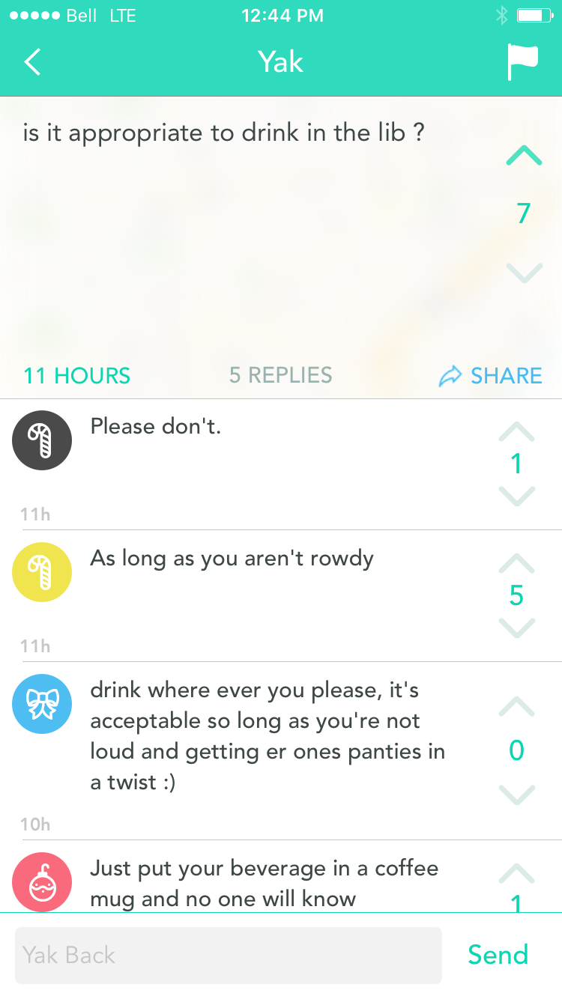 Bell LTE 12:44 PM
Yak
is it appropriate to drink in the lib ?
7
11 HOURS 5 REPLIES SHARE
Please don't.
1
11h
As long as you aren't rowdy
5
11h
drink where ever you please, it's
acceptable so long as you're not
loud and getting er ones panties in
a twist :)
0
10h
Just put your beverage in a coffee
mug and no one will know
1
Yak Back Send